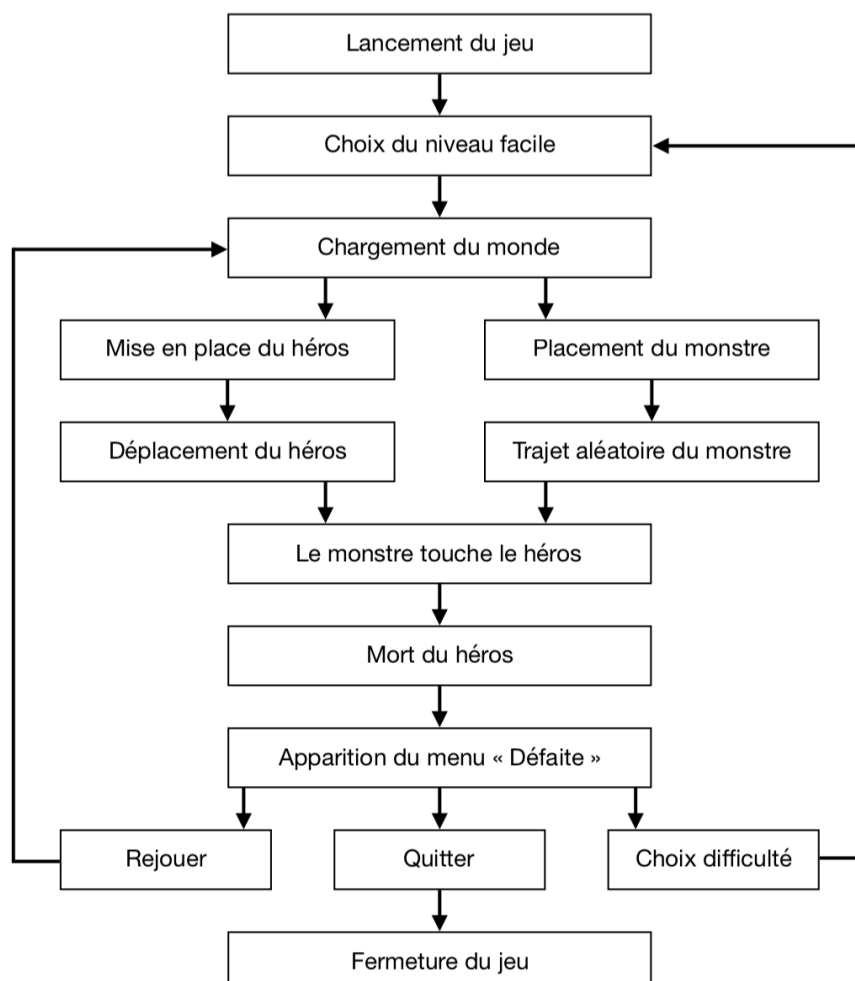 Lancement du jeu
Choix du niveau facile
Chargement du monde
Mise en place du héros
Placement du monstre
Déplacement du héros
Trajet aléatoire du monstre
Le monstre touche le héros
Mort du héros
Apparition du menu « Défaite »
Rejouer
Quitter
Choix difficulté
Fermeture du jeu